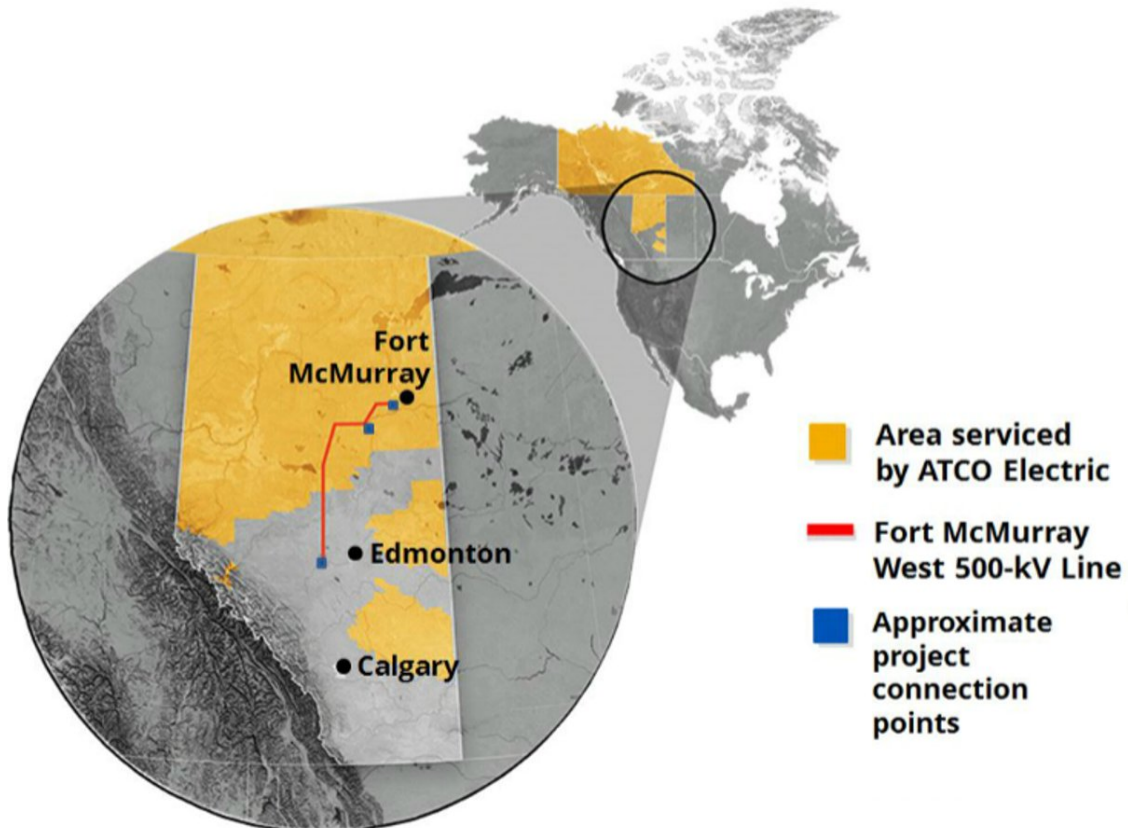 Fort
McMurray
Edmonton
Calgary
Area serviced
by ATCO Electric
Fort McMurray
West 500-kV Line
Approximate
project
connection
points